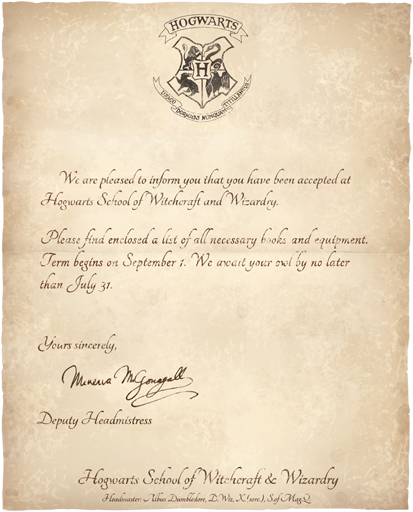 HOGWARTS
H
DRACO DORMIENS NUNQUAM TITILLANDUS
We are pleased to inform you that you have been accepted at
Hogwarts School of Witchcraft and Wizardry.
Please find enclosed a list of all necessary books and equipment.
Term begins on September 1. We await your owl by no later
than July 31.
Yours sincerely,
Minerva McGonagall
Deputy Headmistress
Hogwarts School of Witchcraft & Wizardry
Headmaster: Albus Dumbledore, D.Wiz., X.(sorc.), S.of Mag.Q.